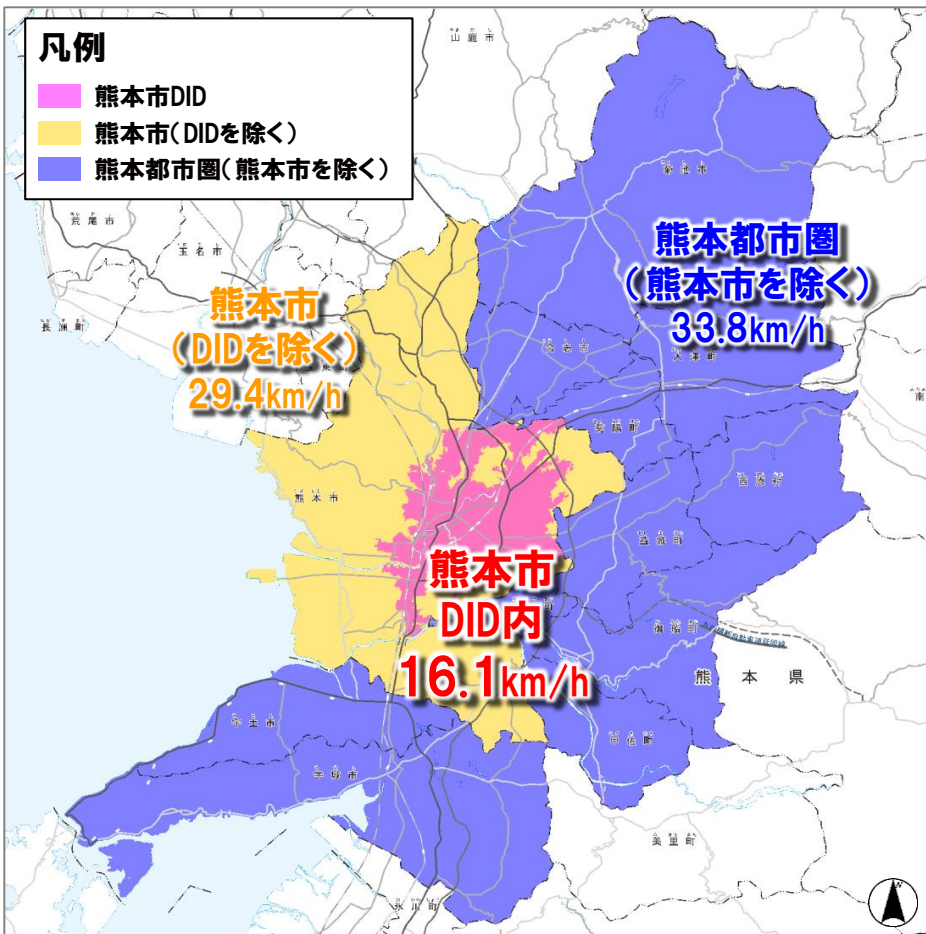 凡例
熊本市DID
熊本市（DIDを除く）
熊本都市圏（熊本市を除く）
山鹿市
菊池市
荒尾市
玉名市
長洲町
熊本都市圏
（熊本市を除く）
33.8km/h
熊本市
（DIDを除く）
29.4km/h
合志市
大津町
南
菊陽町
西原村
熊本市
益城町
熊本市
DID内
16.1km/h
町
御船町
熊本県
宇土市
甲佐町
宇城市
美里町
氷川町
N